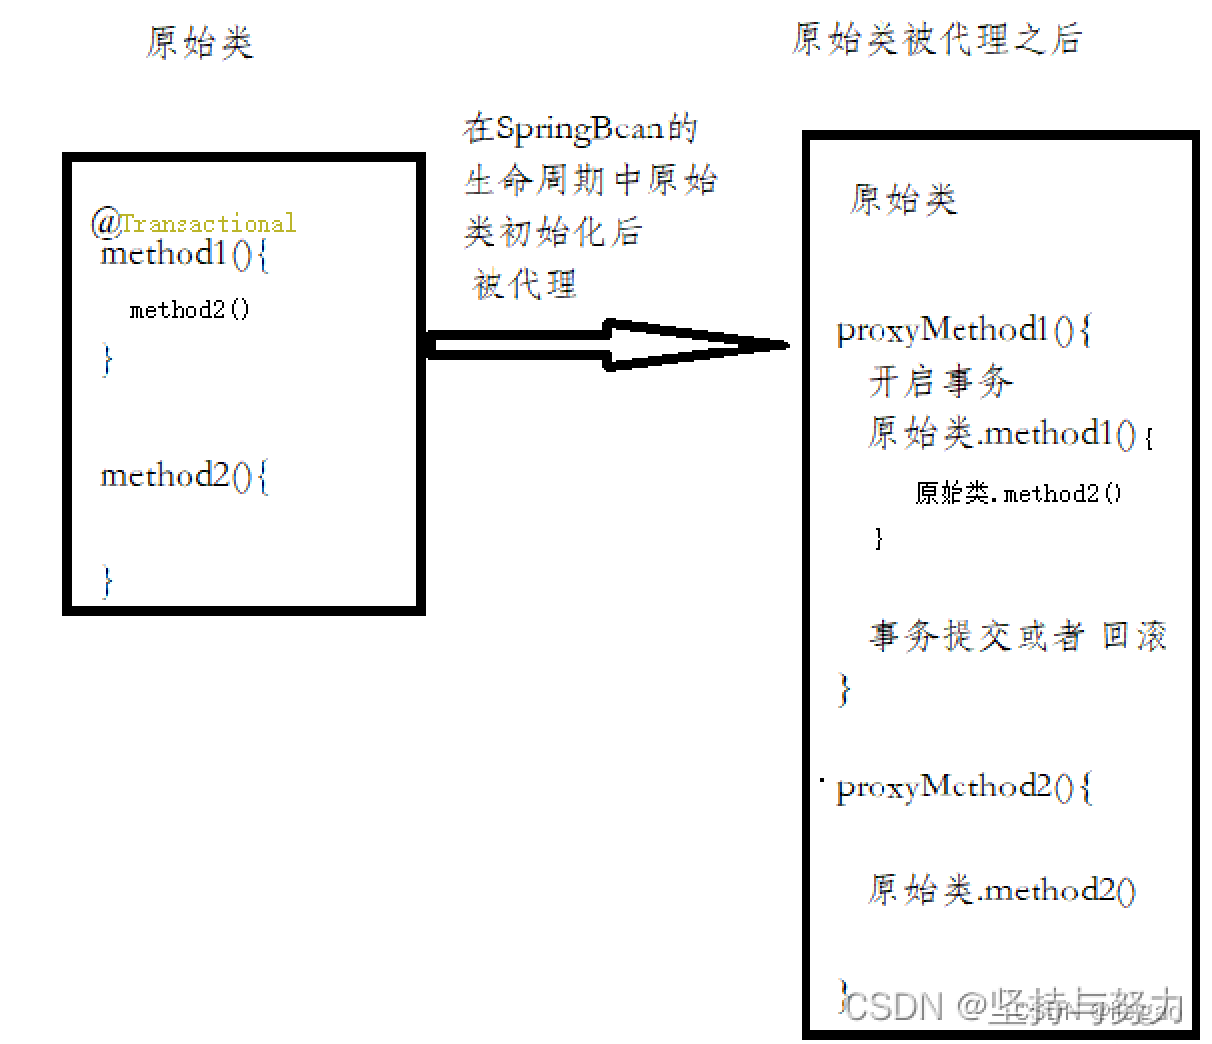 原始类
原始类被代理之后
在SpringBean的
生命周期中原始
类初始化后
被代理
@Transactional
method1(){
method2()
}
method2(){
}
原始类
proxyMethod1(){
开启事务
原始类.method1(){
原始类.method2()
}
事务提交或者 回滚
}
proxyMethod2(){
原始类.method2()
}
CSDN @坚持与努力